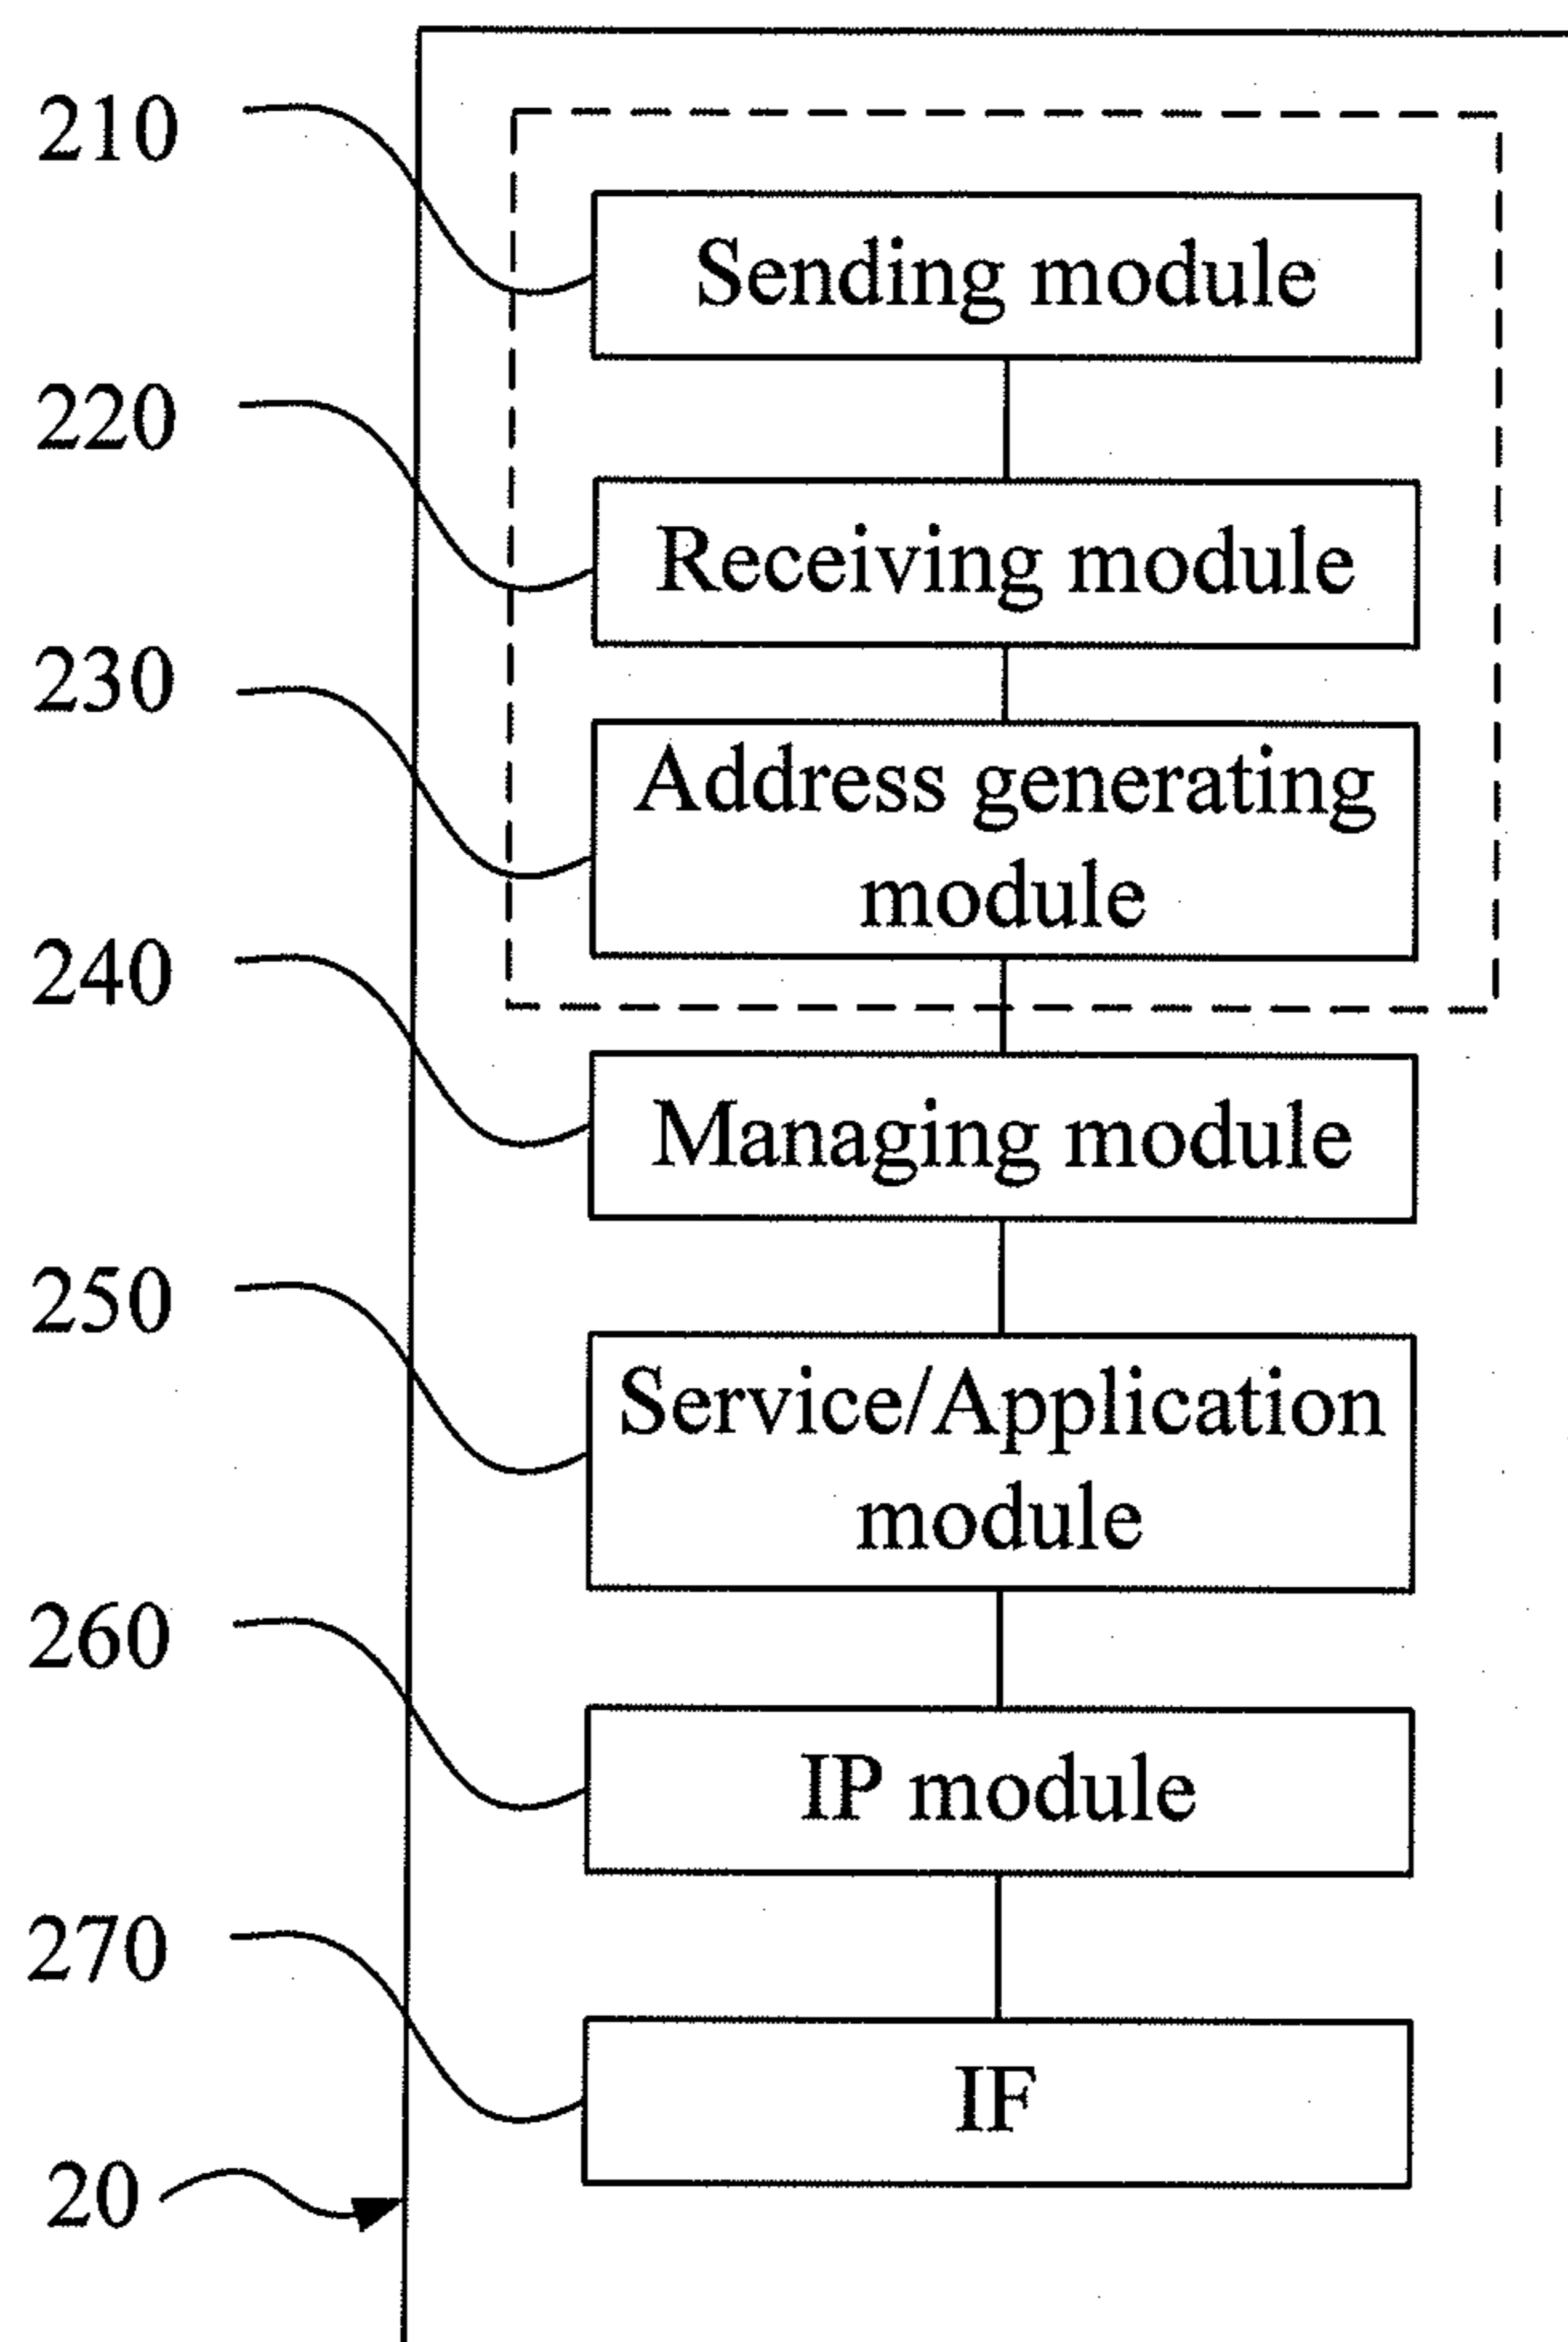 210
Sending module
220
Receiving module
230
Address generating
module
240
Managing module
250
Service/Application
module
260
IP module
270
IF
20